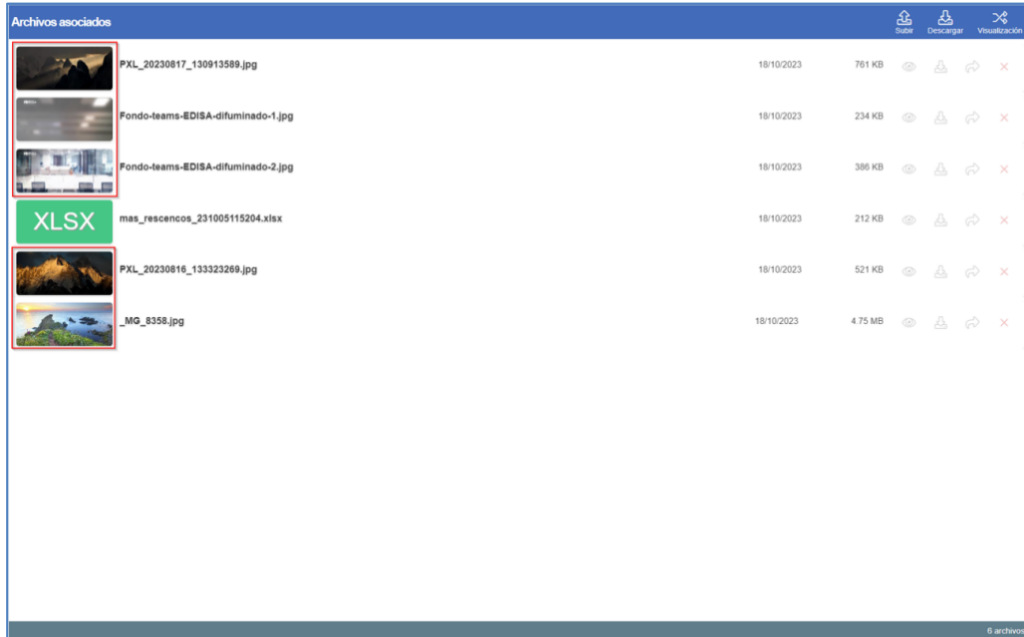 Archivos asociados
Subir Descargar Visualización
PXL_20230817_130913589.jpg 18/10/2023 761 KB
Fondo-teams-EDISA-difuminado-1.jpg 18/10/2023 234 KB
Fondo-teams-EDISA-difuminado-2.jpg 18/10/2023 386 KB
XLSX mas_rescencos_231005115204.xlsx 18/10/2023 212 KB
PXL_20230816_133323269.jpg 18/10/2023 521 KB
_MG_8358.jpg 18/10/2023 4.75 MB
6 archivos